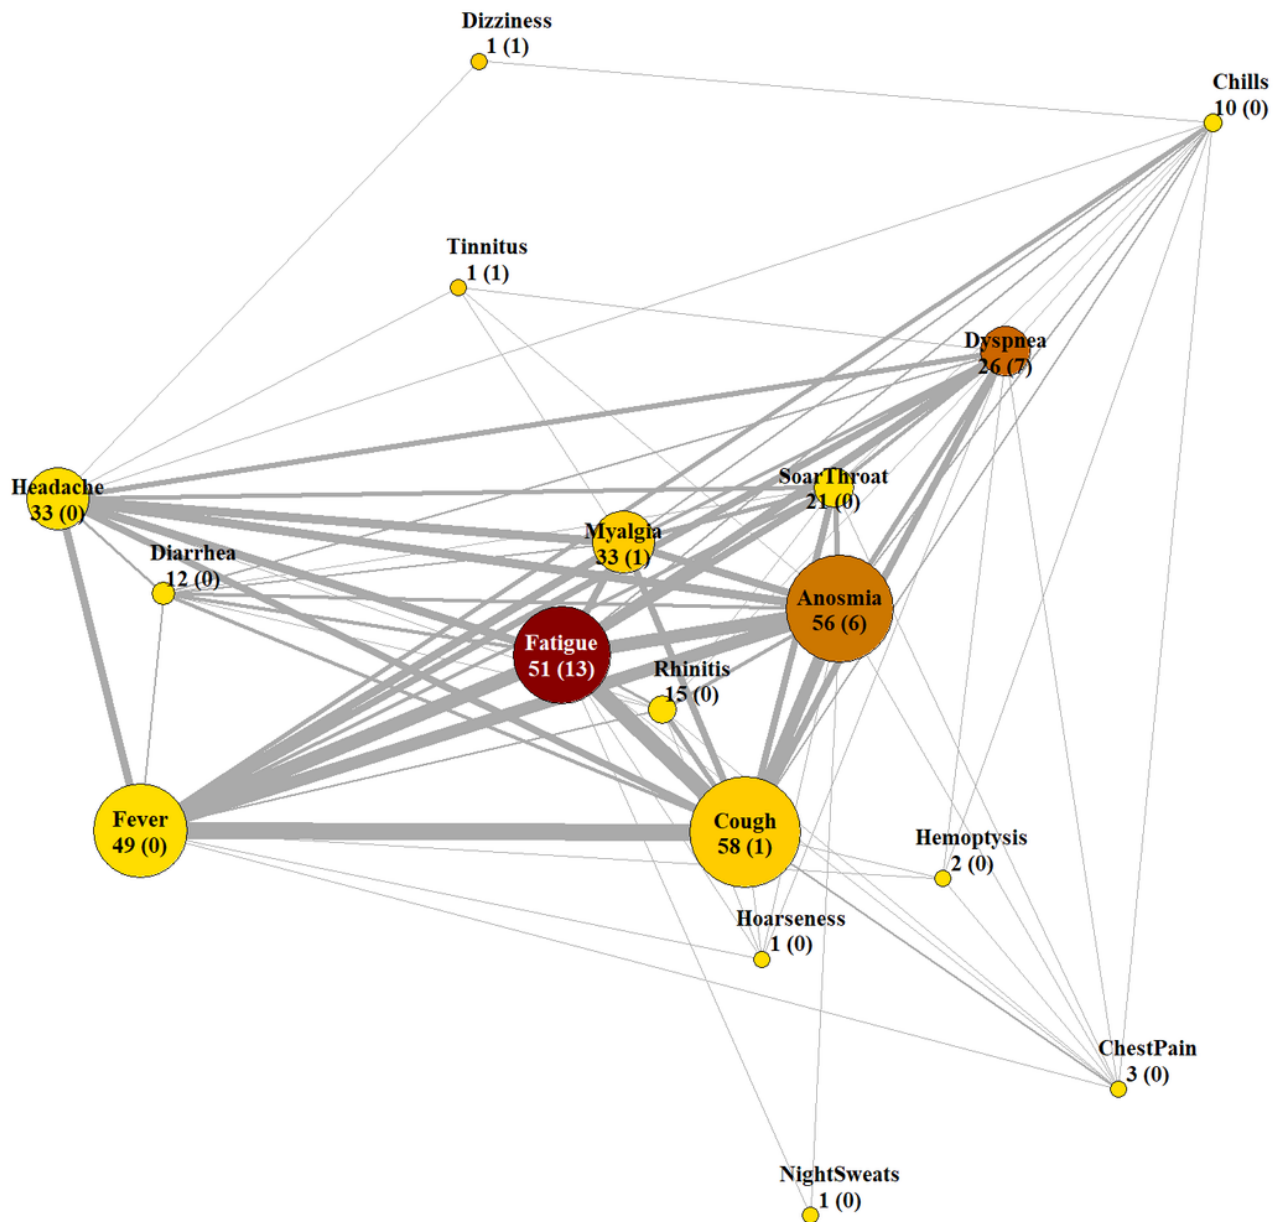 Dizziness
1 (1)
Chills
10 (0)
Tinnitus
1 (1)
Dyspnea
26 (7)
Headache
33 (0)
SoarThroat
21 (0)
Myalgia
33 (1)
Diarrhea
12 (0)
Anosmia
56 (6)
Fatigue
51 (13)
Rhinitis
15 (0)
Fever
49 (0)
Cough
58 (1)
Hemoptysis
2 (0)
Hoarseness
1 (0)
ChestPain
3 (0)
NightSweats
1 (0)